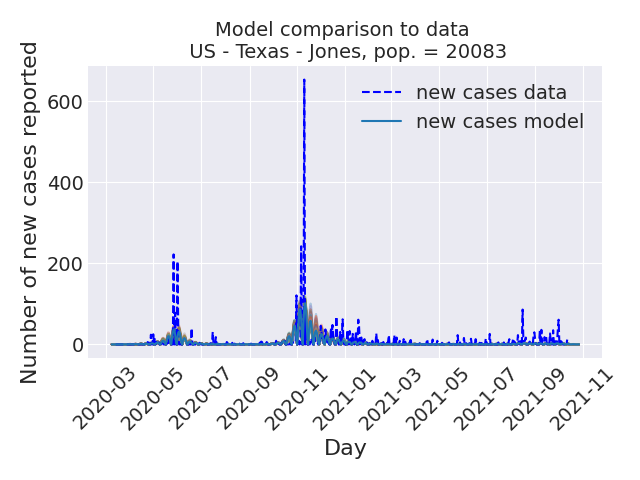 Model comparison to data
US - Texas - Jones, pop. = 20083
Number of new cases reported
600
400
200
0
new cases data
new cases model
2020-03
2020-05
2020-07
2020-09
2020-11
2021-01
2021-03
2021-05
2021-07
2021-09
2021-11
Day